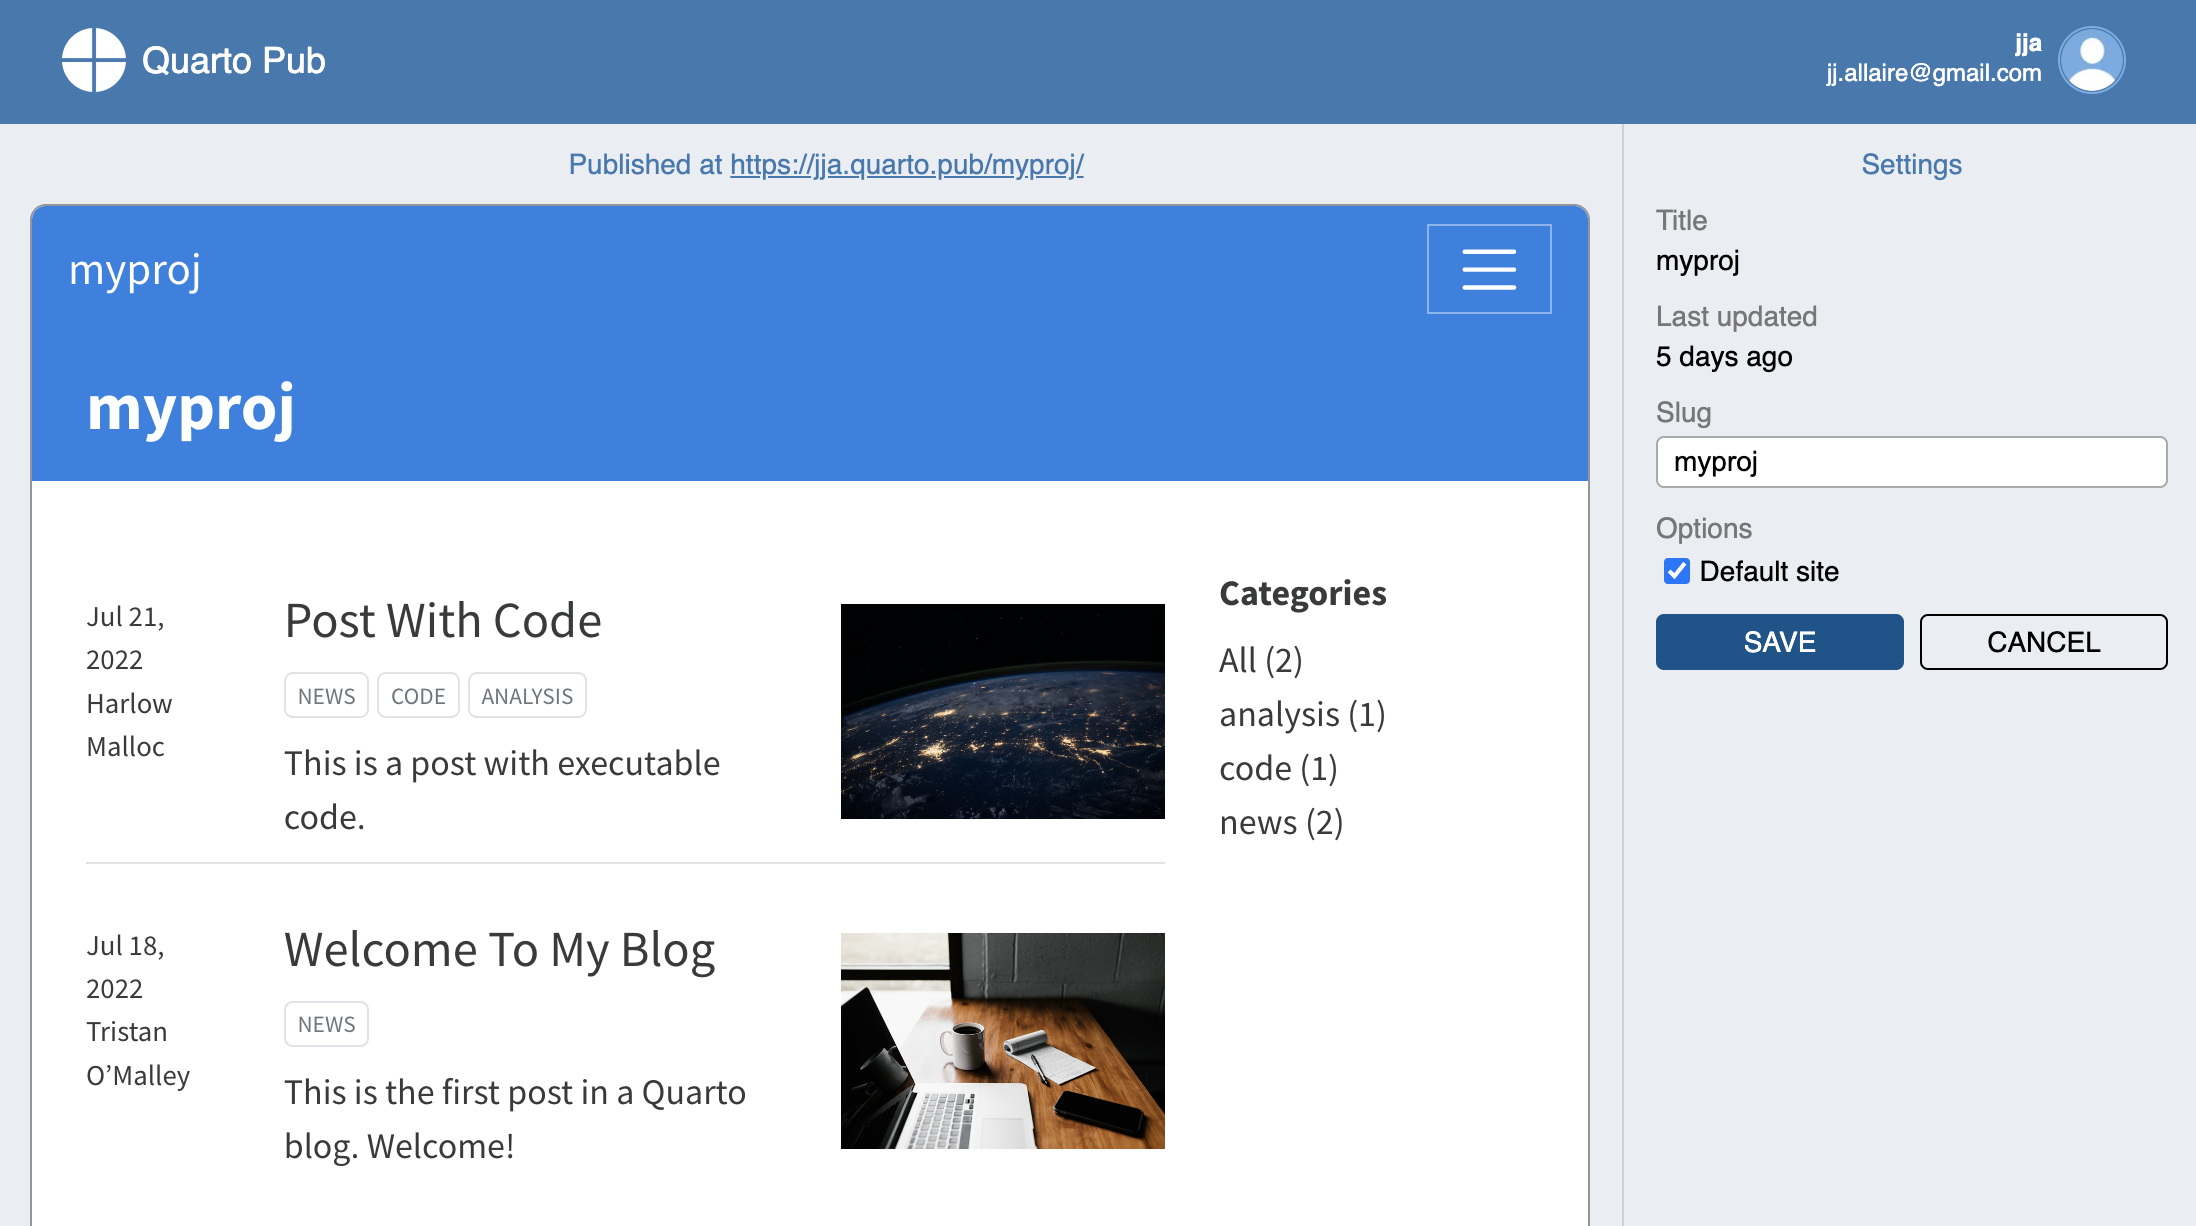 Quarto Pub
jja
jj.allaire@gmail.com
Published at https://jja.quarto.pub/myproj/
myproj
myproj
Jul 21,
2022
Harlow
Malloc
Post With Code
NEWS CODE ANALYSIS
This is a post with executable
code.
Jul 18,
2022
Tristan
O’Malley
Welcome To My Blog
NEWS
This is the first post in a Quarto
blog. Welcome!
Categories
All (2)
analysis (1)
code (1)
news (2)
Settings
Title
myproj
Last updated
5 days ago
Slug
myproj
Options
Default site
SAVE CANCEL